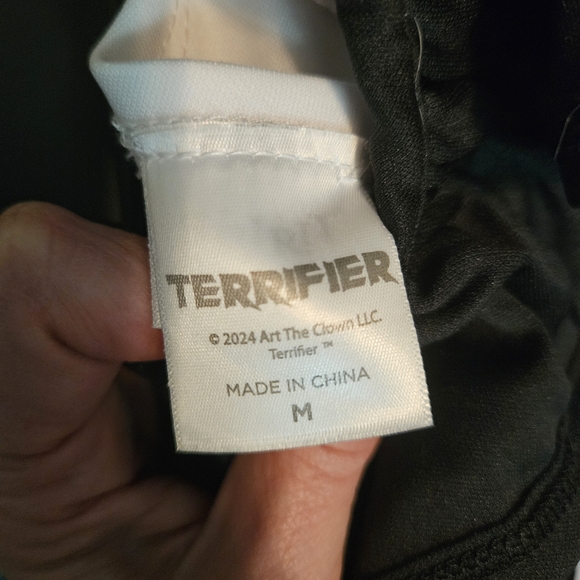 TERRIFIER
© 2024 Art The Clown LLC.
Terrifier ™
MADE IN CHINA
M